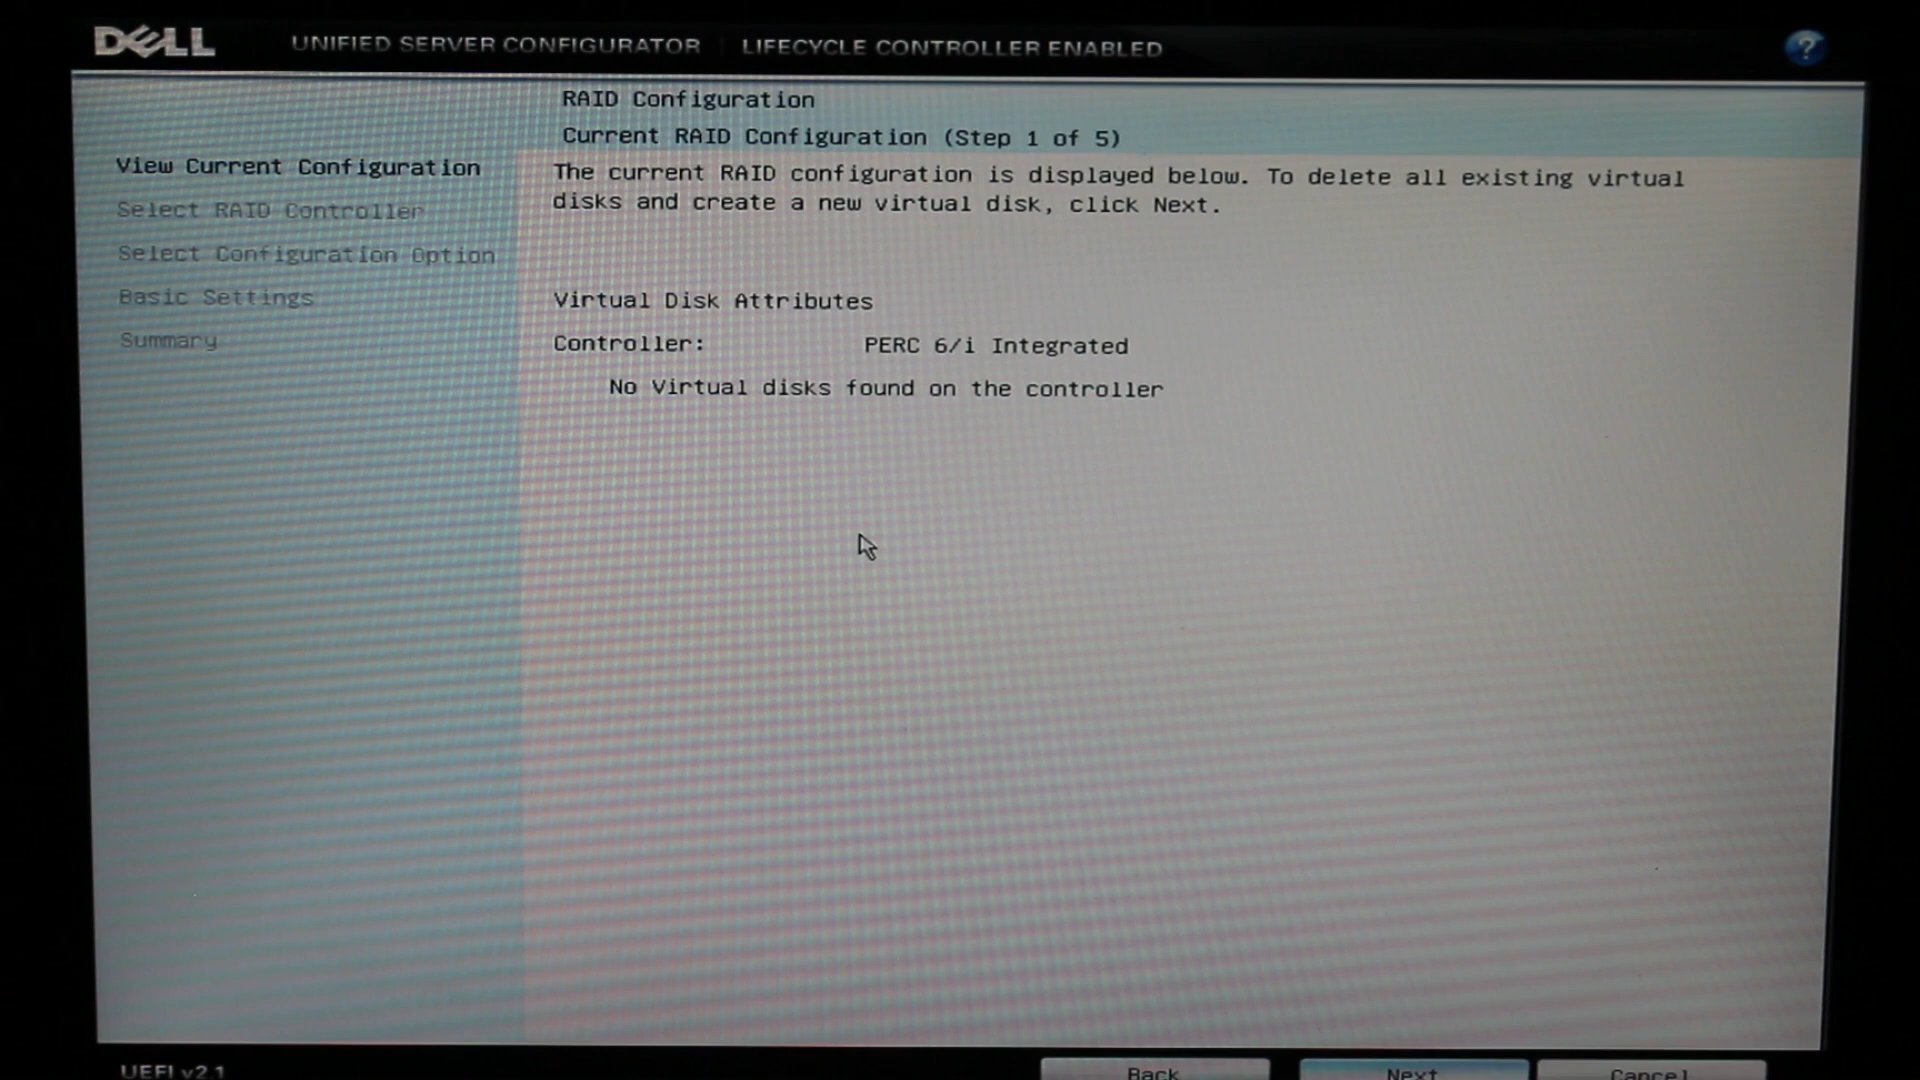 DELL
UNIFIED SERVER CONFIGURATOR | LIFECYCLE CONTROLLER ENABLED
?
RAID Configuration
Current RAID Configuration (Step 1 of 5)
View Current Configuration
Select RAID Controller
Select Configuration Option
Basic Settings
Summary
The current RAID configuration is displayed below. To delete all existing virtual
disks and create a new virtual disk, click Next.
Virtual Disk Attributes
Controller: PERC 6/i Integrated
No Virtual disks found on the controller
UEFI v2.1
Back
Next
Cancel